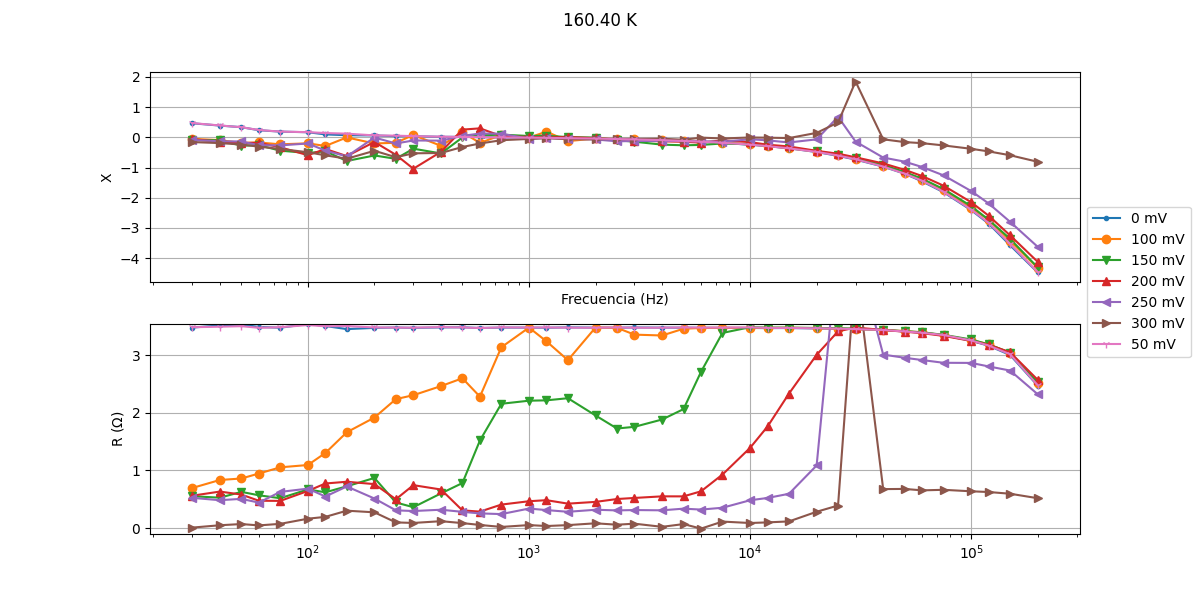 160.40 K
2
1
0
−1
−2
−3
−4
X
Frecuencia (Hz)
3
2
1
0
R (Ω)
10²
10³
10⁴
10⁵
0 mV
100 mV
150 mV
200 mV
250 mV
300 mV
50 mV